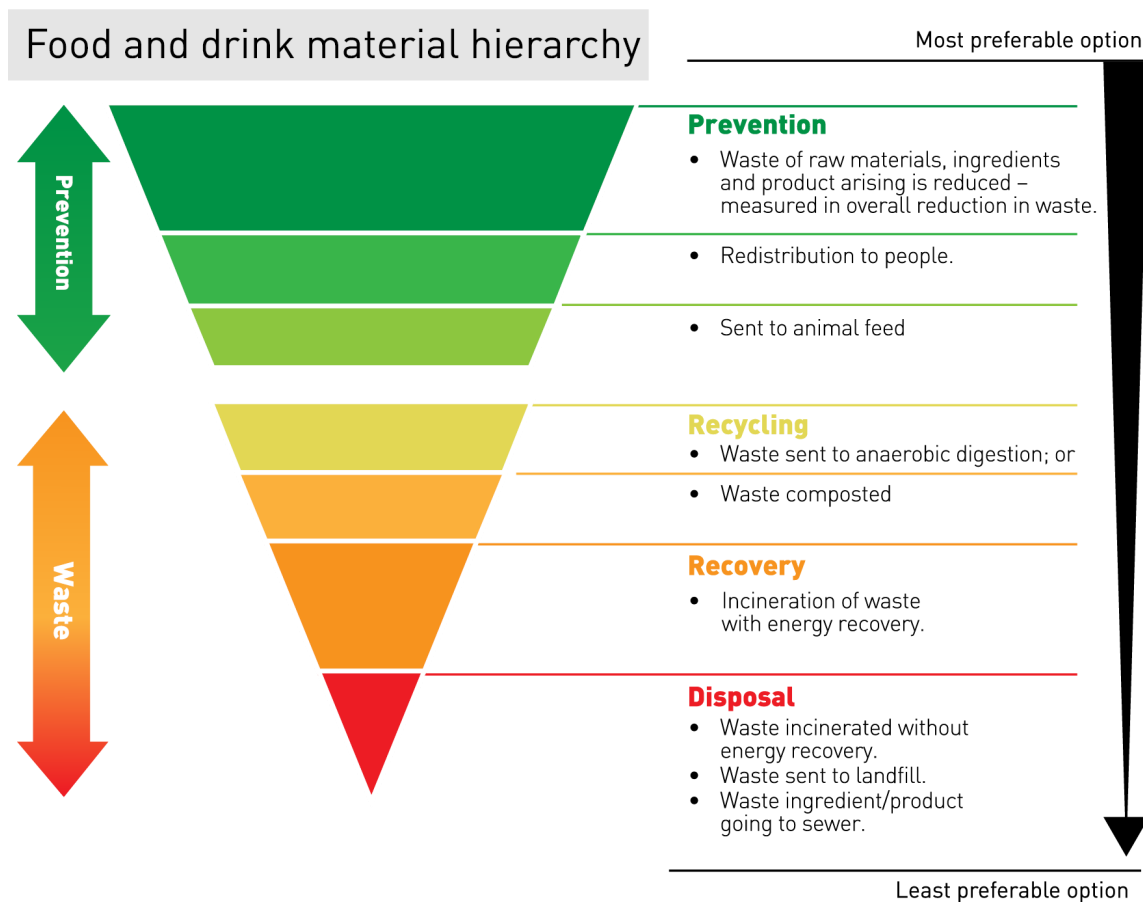 Food and drink material hierarchy
Most preferable option
Prevention
Prevention
• Waste of raw materials, ingredients
and product arising is reduced –
measured in overall reduction in waste.
• Redistribution to people.
• Sent to animal feed
Waste
Recycling
• Waste sent to anaerobic digestion; or
• Waste composted
Recovery
• Incineration of waste
with energy recovery.
Disposal
• Waste incinerated without
energy recovery.
• Waste sent to landfill.
• Waste ingredient/product
going to sewer.
Least preferable option